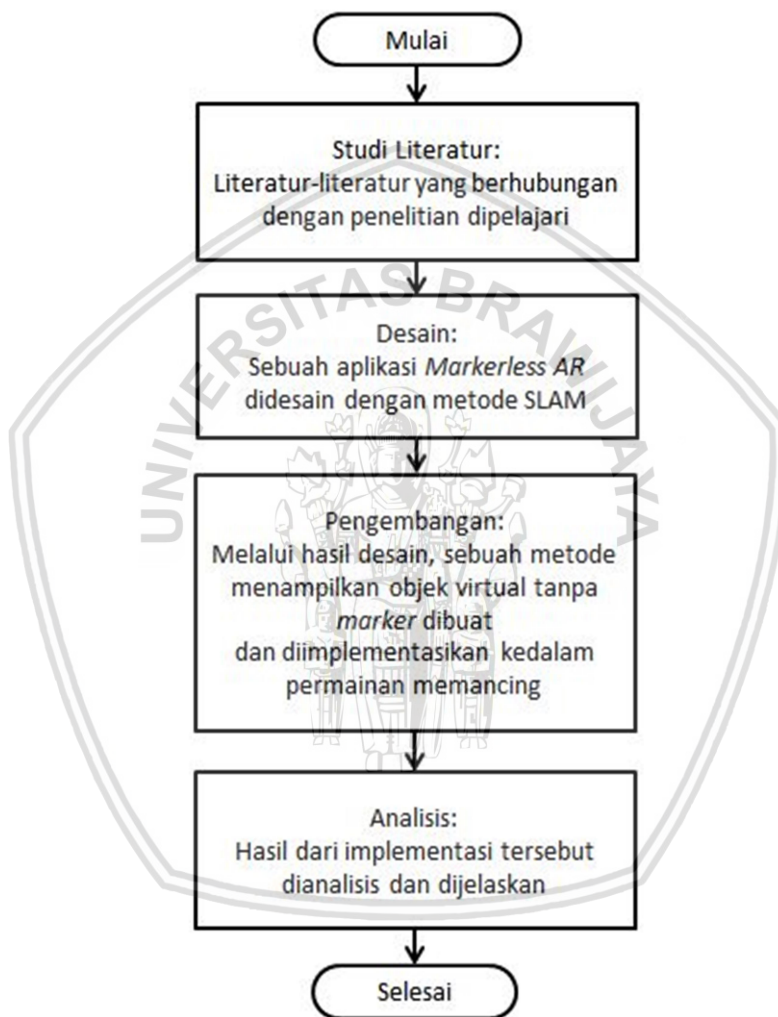 Mulai
Studi Literatur:
Literatur-literatur yang berhubungan
dengan penelitian dipelajari
UNIVERSITAS BRAWIJAYA
Desain:
Sebuah aplikasi Markerless AR
didesain dengan metode SLAM
Pengembangan:
Melalui hasil desain, sebuah metode
menampilkan objek virtual tanpa
marker dibuat
dan diimplementasikan kedalam
permainan memancing
Analisis:
Hasil dari implementasi tersebut
dianalisis dan dijelaskan
Selesai